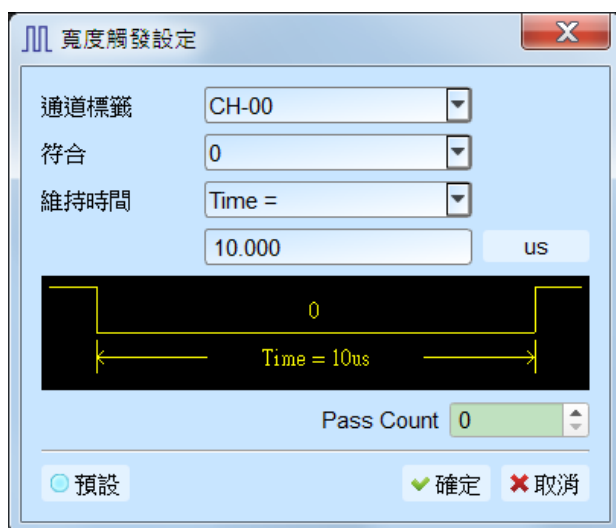 寬度觸發設定
通道標籤 CH-00
符合 0
維持時間 Time =
10.000 us
0
Time = 10us
Pass Count 0
預設 確定 取消